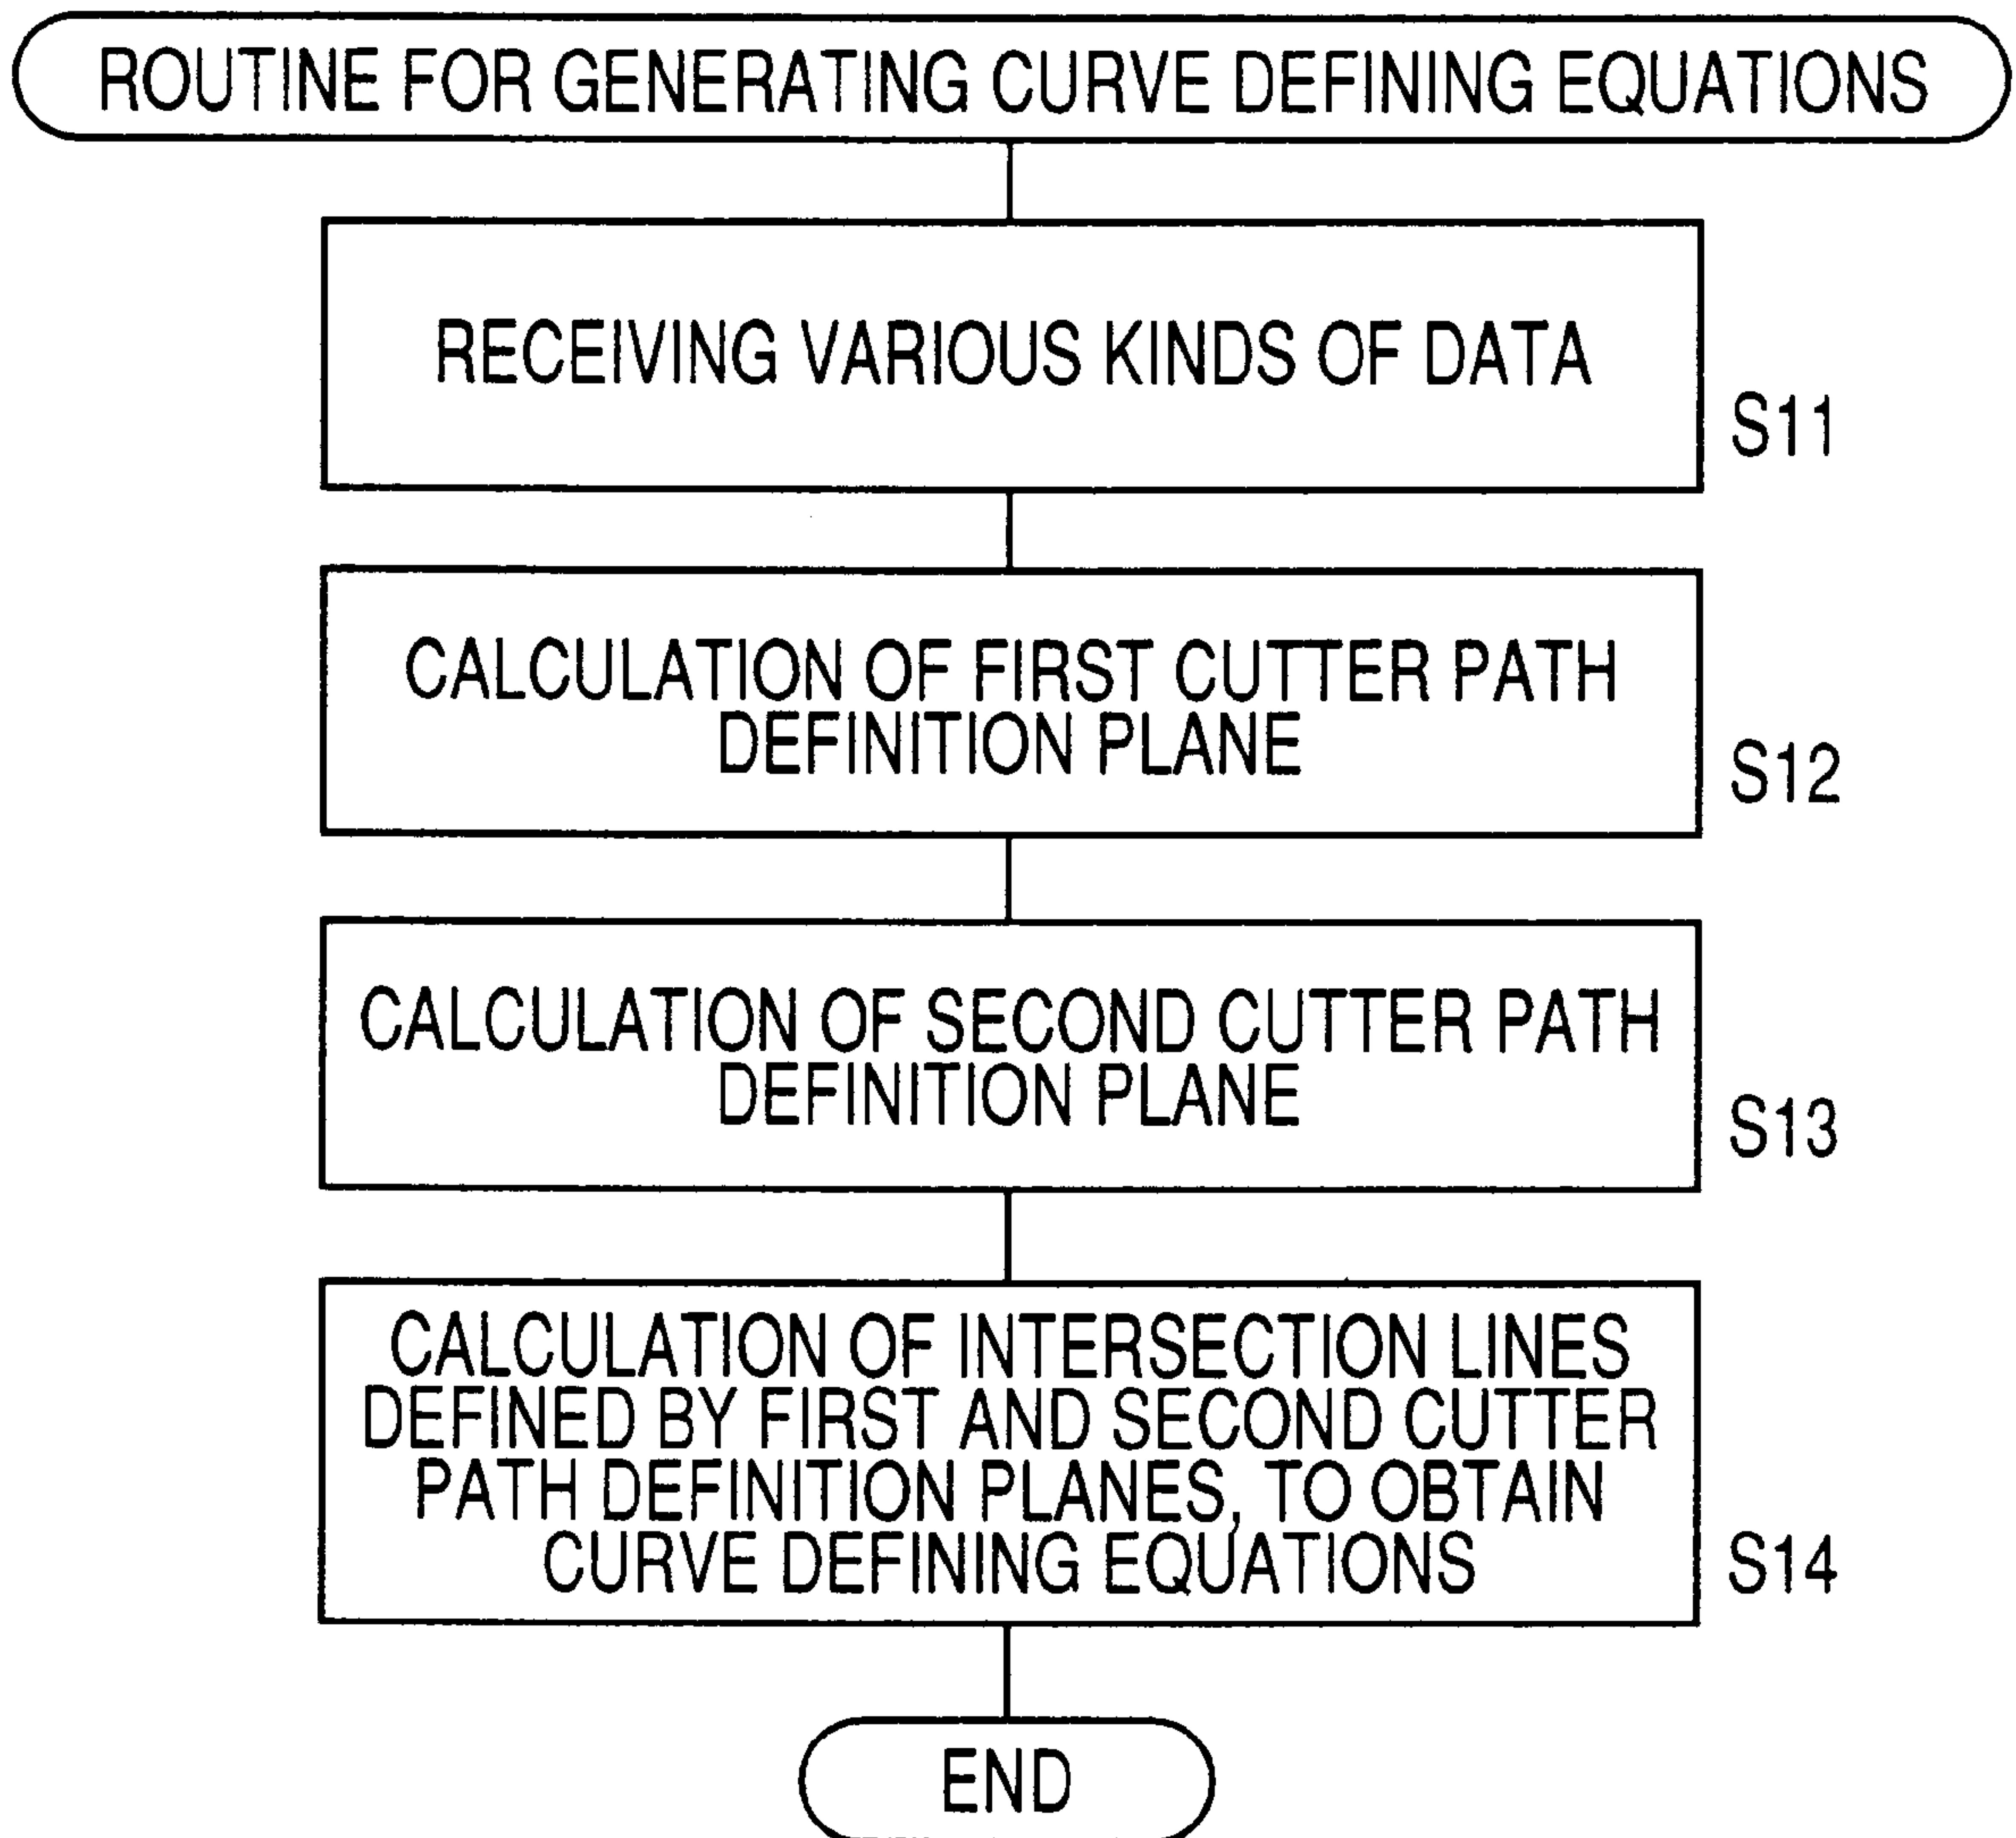 ROUTINE FOR GENERATING CURVE DEFINING EQUATIONS
RECEIVING VARIOUS KINDS OF DATA
S11
CALCULATION OF FIRST CUTTER PATH
DEFINITION PLANE
S12
CALCULATION OF SECOND CUTTER PATH
DEFINITION PLANE
S13
CALCULATION OF INTERSECTION LINES
DEFINED BY FIRST AND SECOND CUTTER
PATH DEFINITION PLANES, TO OBTAIN
CURVE DEFINING EQUATIONS
S14
END